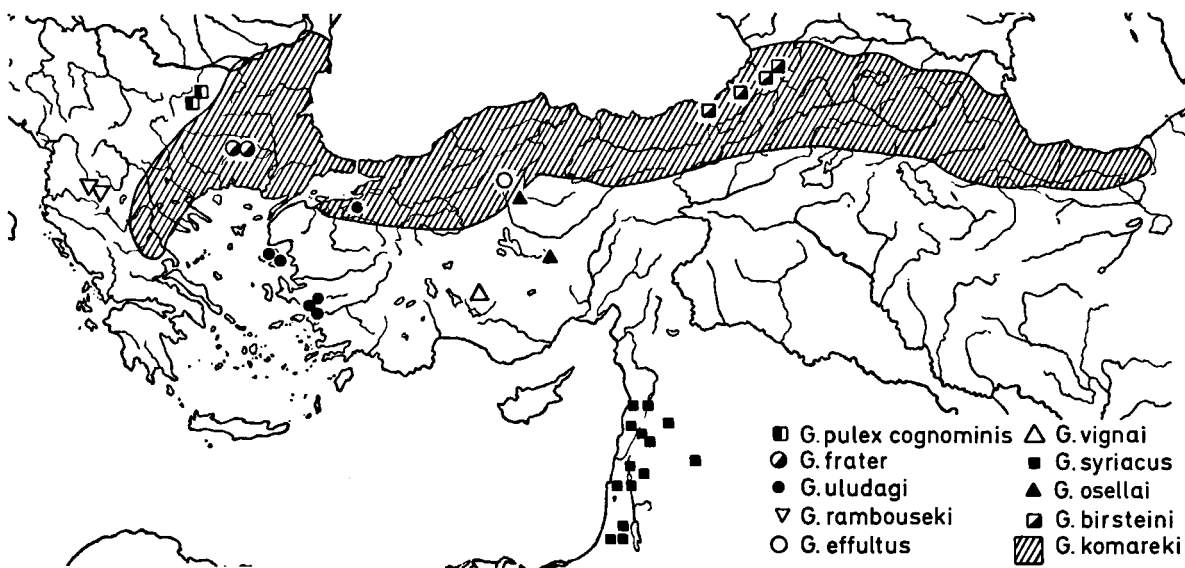 G. pulex cognominis
G. frater
G. uludagi
G. rambouseki
G. effultus
G. vignai
G. syriacus
G. osellai
G. birsteini
G. komareki